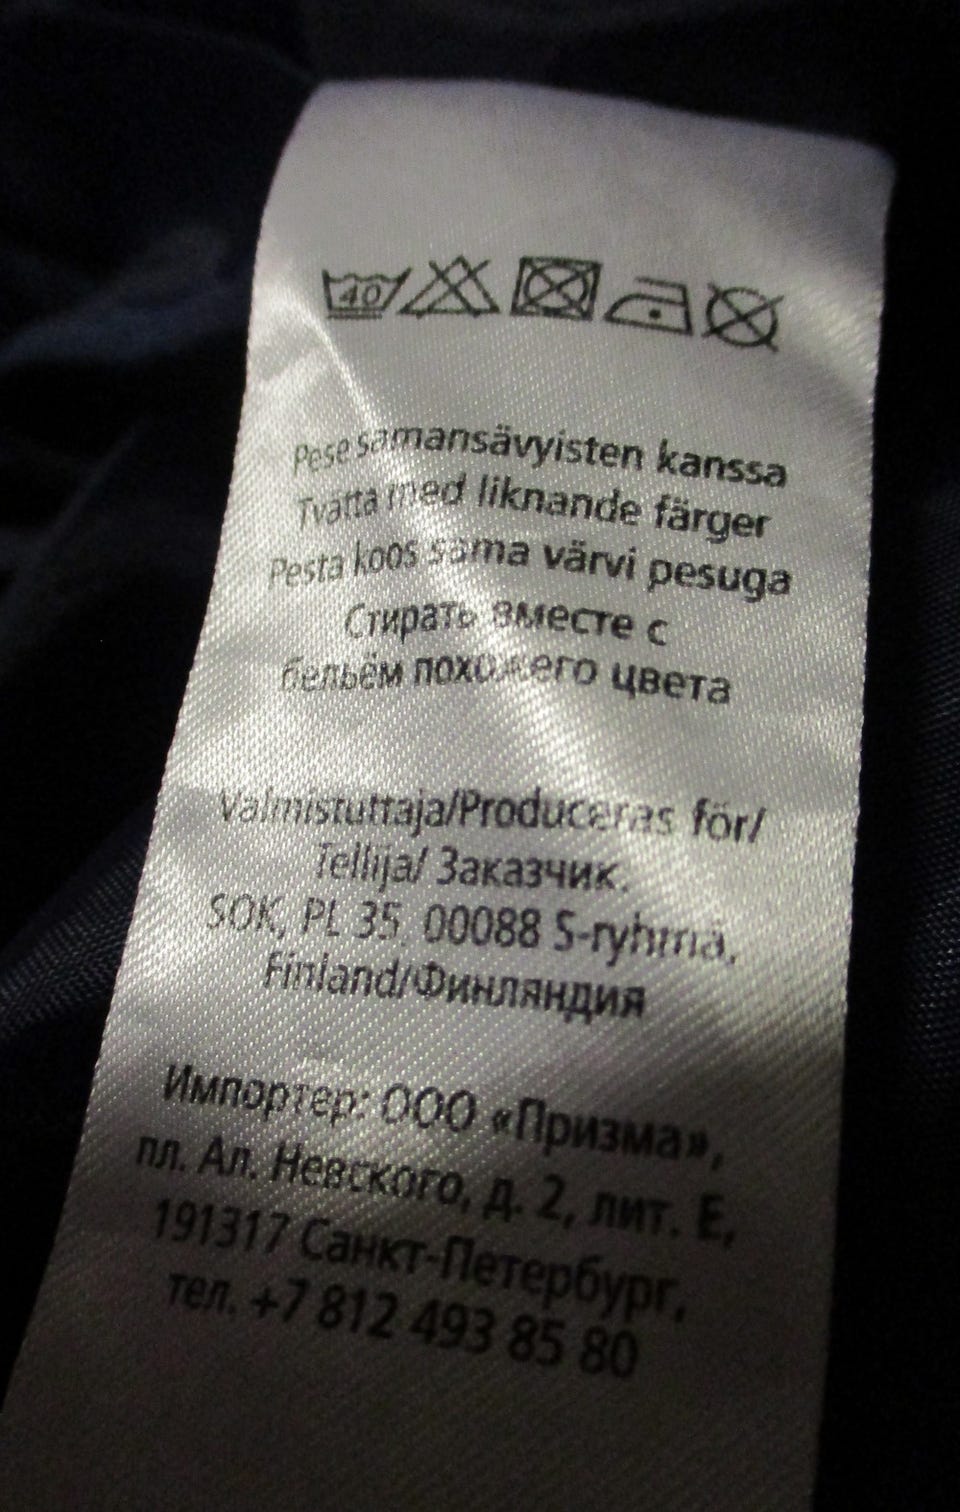 40
Pese samansävyisten kanssa
Tvätta med liknande färger
Pesta koos sama värvi pesuga
Стирать вместе с
бельём похожего цвета
Valmistuttaja/Produceras för/
Tellija/ Заказчик:
SOK, PL 35, 00088 S-ryhmä,
Finland/Финляндия
Импортер: ООО «Призма»,
пл. Ал. Невского, д. 2, лит. Е,
191317 Санкт-Петербург,
тел. +7 812 493 85 80